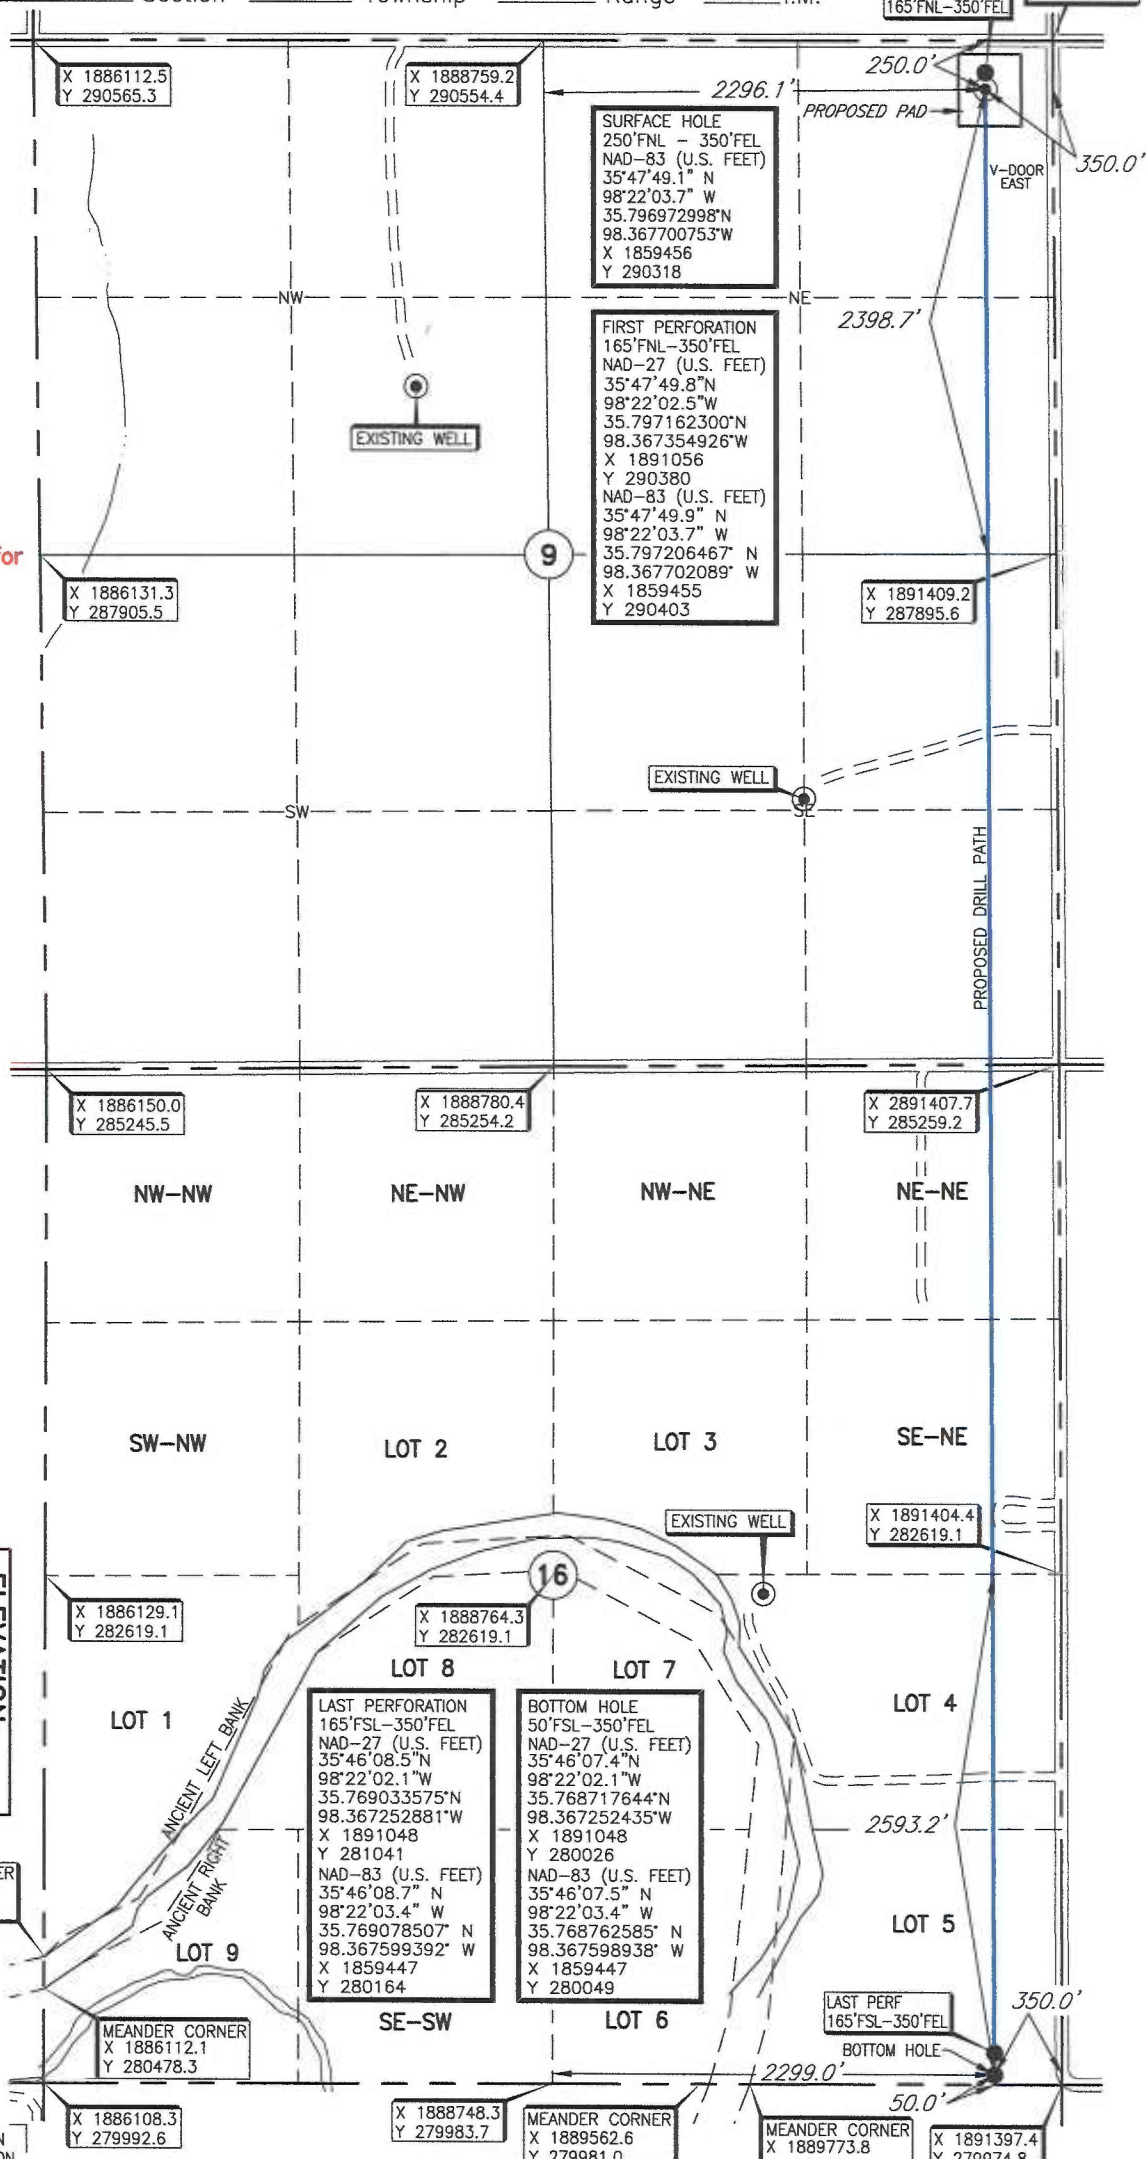 Section
Township
Range
I.M.
165'FNL-350'FEL
X 1886112.5
Y 290565.3
X 1888759.2
Y 290554.4
250.0'
2296.1'
PROPOSED PAD
350.0'
V-DOOR
EAST
SURFACE HOLE
250'FNL - 350'FEL
NAD-83 (U.S. FEET)
35°47'49.1" N
98°22'03.7" W
35.796972998°N
98.367700753°W
X 1859456
Y 290318
NW
NE
2398.7'
FIRST PERFORATION
165'FNL-350'FEL
NAD-27 (U.S. FEET)
35°47'49.8"N
98°22'02.5"W
35.797162300°N
98.367354926°W
X 1891056
Y 290380
NAD-83 (U.S. FEET)
35°47'49.9" N
98°22'03.7" W
35.797206467° N
98.367702089° W
X 1859455
Y 290403
EXISTING WELL
for
9
X 1886131.3
Y 287905.5
X 1891409.2
Y 287895.6
EXISTING WELL
SW
SE
PROPOSED DRILL PATH
X 1886150.0
Y 285245.5
X 1888780.4
Y 285254.2
X 2891407.7
Y 285259.2
NW-NW
NE-NW
NW-NE
NE-NE
SW-NW
LOT 2
LOT 3
SE-NE
EXISTING WELL
X 1891404.4
Y 282619.1
16
X 1886129.1
Y 282619.1
X 1888764.3
Y 282619.1
ELEVATION
LOT 8
LOT 7
LOT 1
LOT 4
ANCIENT LEFT BANK
ANCIENT RIGHT
BANK
LAST PERFORATION
165'FSL-350'FEL
NAD-27 (U.S. FEET)
35°46'08.5"N
98°22'02.1"W
35.769033575°N
98.367252881°W
X 1891048
Y 281041
NAD-83 (U.S. FEET)
35°46'08.7" N
98°22'03.4" W
35.769078507° N
98.367599392° W
X 1859447
Y 280164
BOTTOM HOLE
50'FSL-350'FEL
NAD-27 (U.S. FEET)
35°46'07.4"N
98°22'02.1"W
35.768717644°N
98.367252435°W
X 1891048
Y 280026
NAD-83 (U.S. FEET)
35°46'07.5" N
98°22'03.4" W
35.768762585° N
98.367598938° W
X 1859447
Y 280049
2593.2'
ER
LOT 5
LOT 9
SE-SW
LOT 6
LAST PERF
165'FSL-350'FEL
350.0'
BOTTOM HOLE
MEANDER CORNER
X 1886112.1
Y 280478.3
2299.0'
50.0'
X 1886108.3
Y 279992.6
X 1888748.3
Y 279983.7
MEANDER CORNER
X 1889562.6
Y 279981.0
MEANDER CORNER
X 1889773.8
X 1891397.4
Y 279974.8